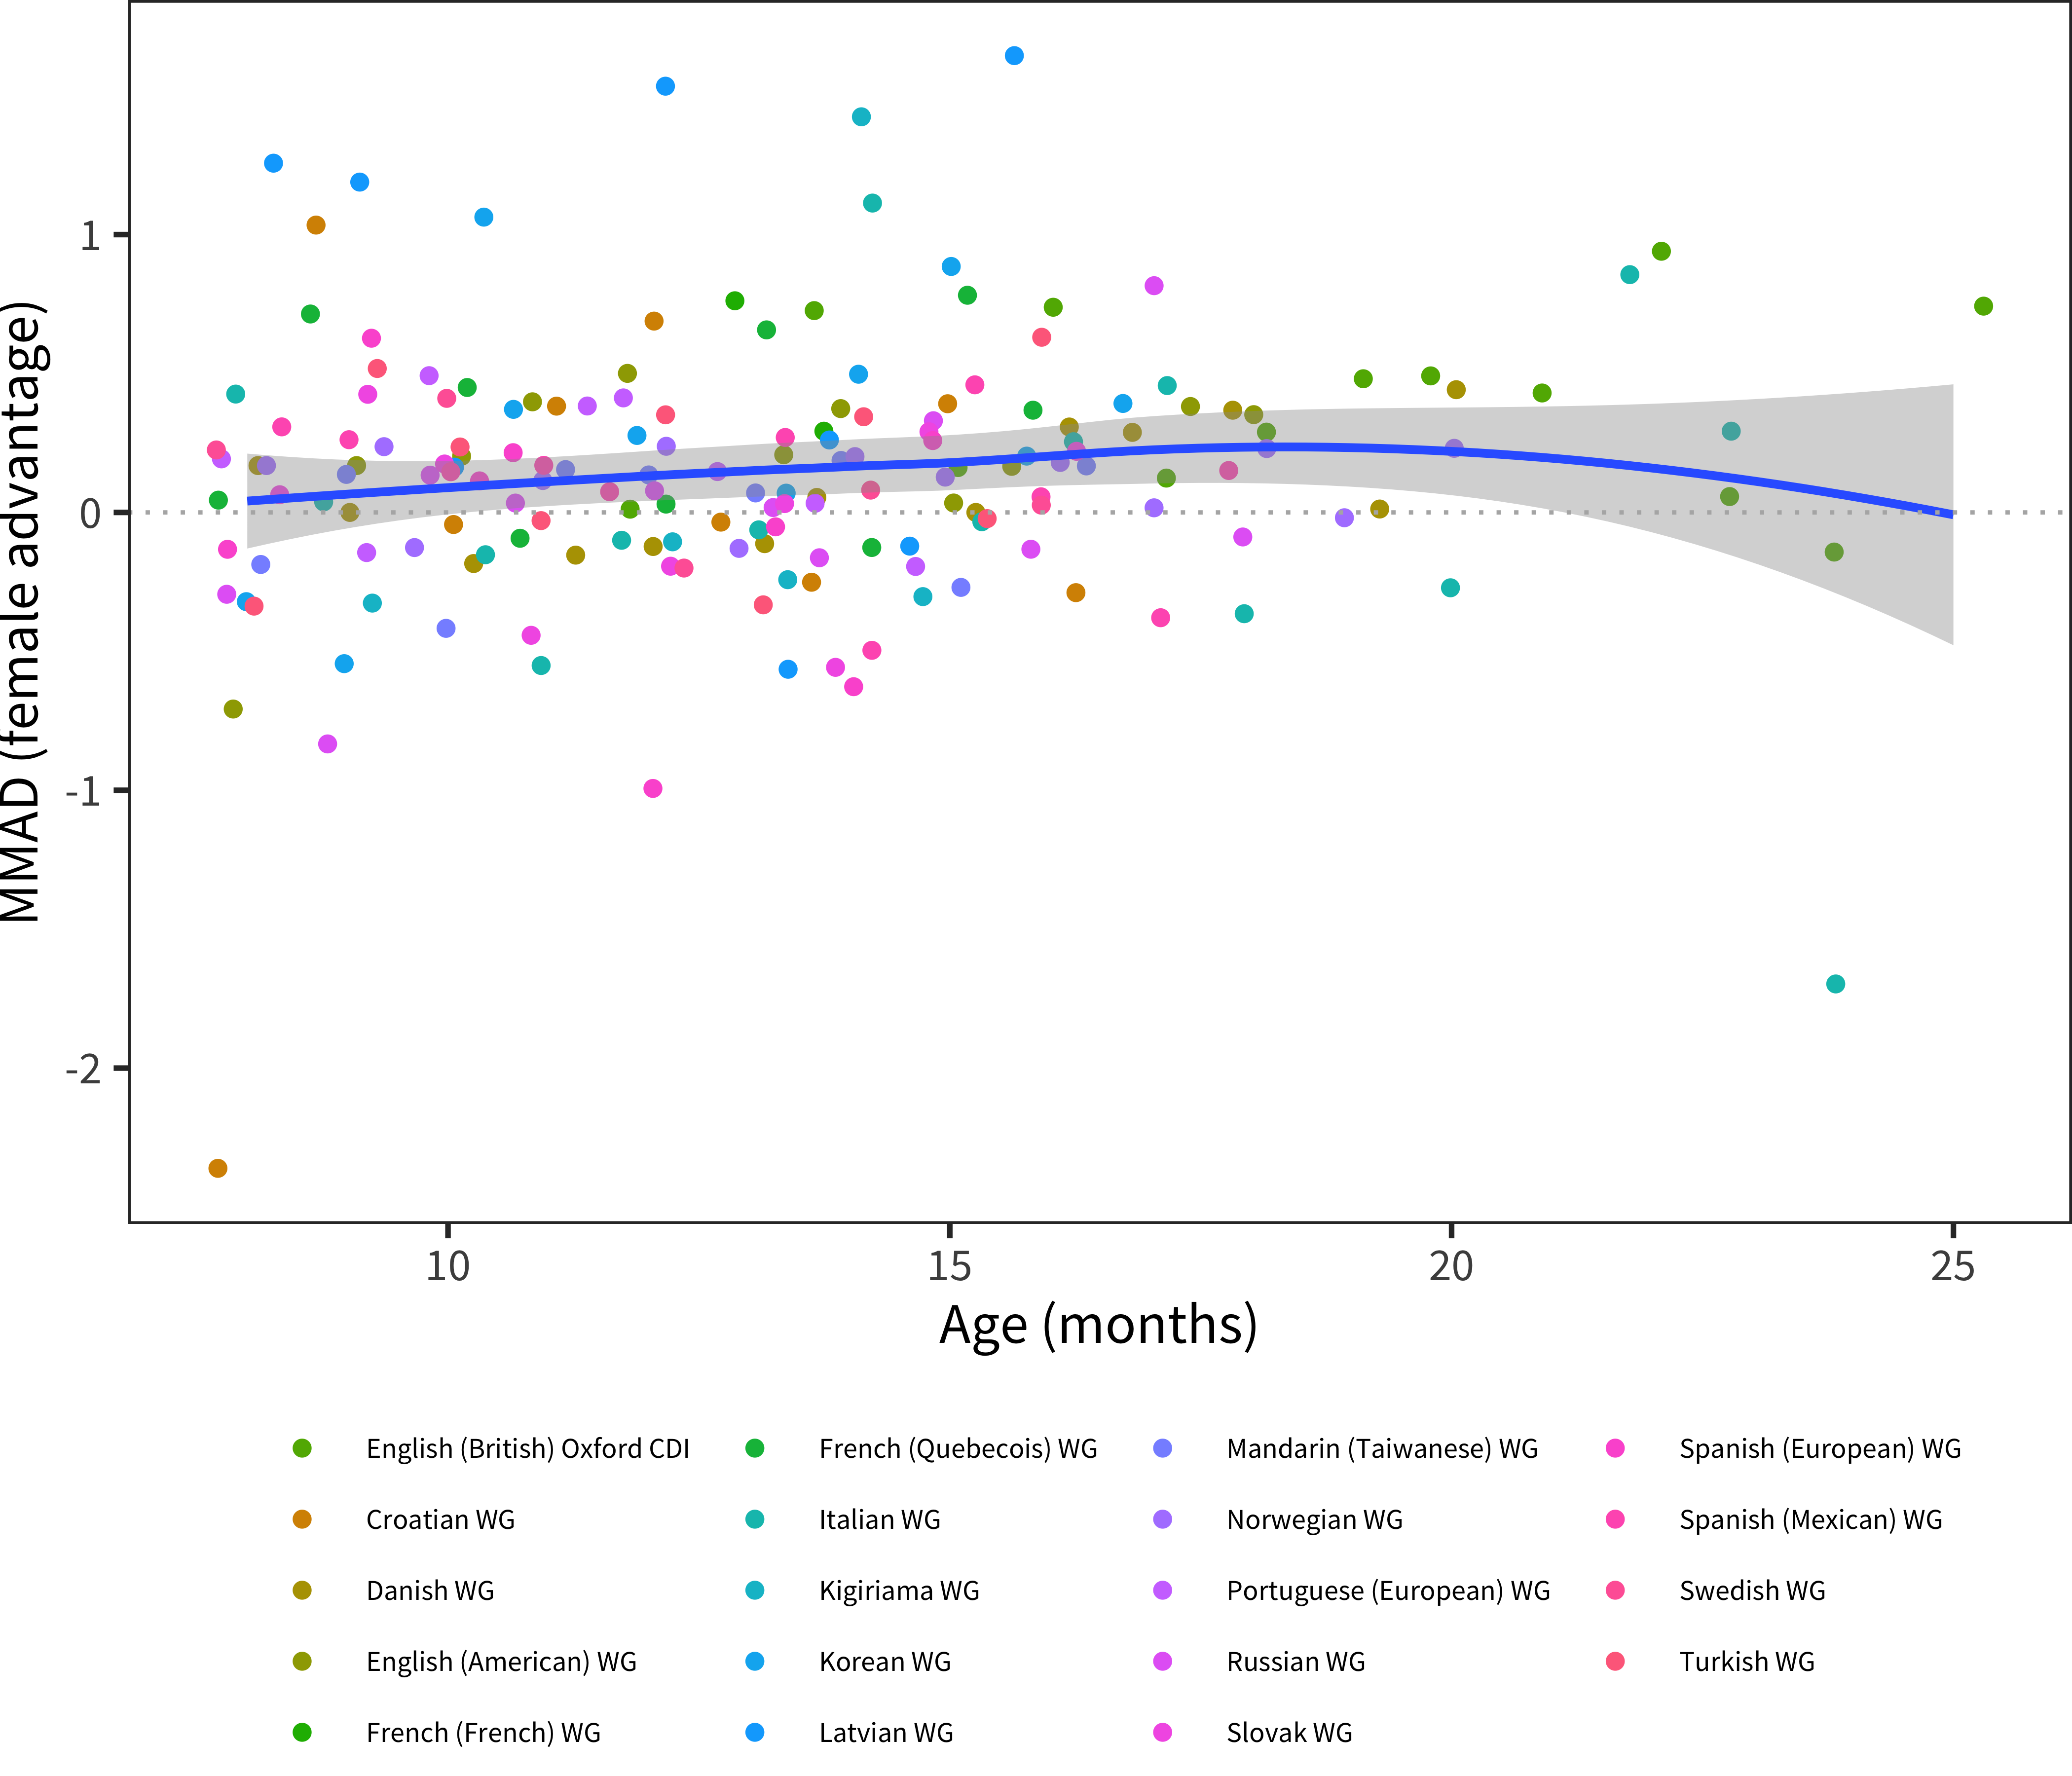 MMAD (female advantage)
1
0
-1
-2
10 15 20 25
Age (months)
English (British) Oxford CDI French (Quebecois) WG Mandarin (Taiwanese) WG Spanish (European) WG
Croatian WG Italian WG Norwegian WG Spanish (Mexican) WG
Danish WG Kigiriama WG Portuguese (European) WG Swedish WG
English (American) WG Korean WG Russian WG Turkish WG
French (French) WG Latvian WG Slovak WG